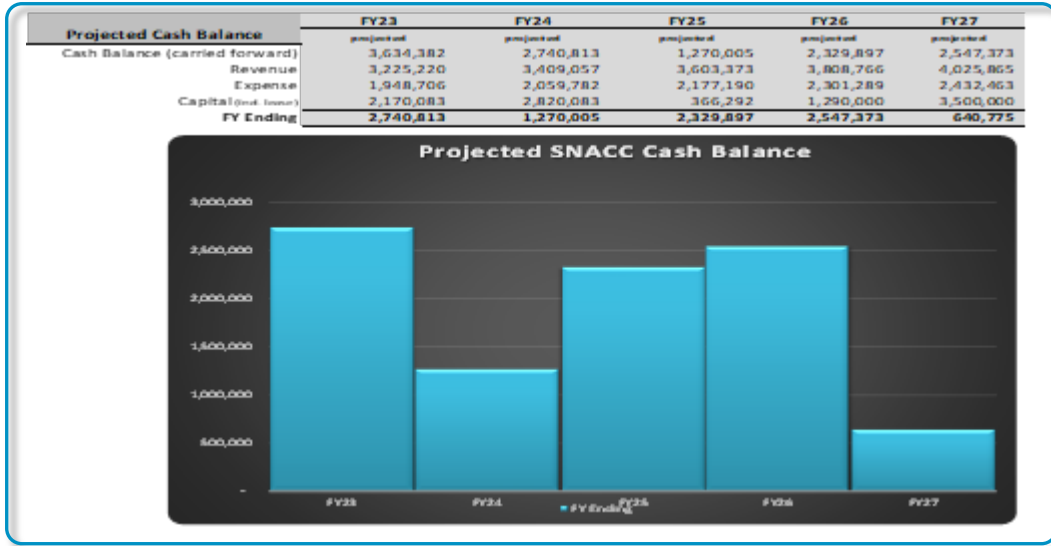 FY23 FY24 FY25 FY26 FY27
Projected Cash Balance projected projected projected projected projected
Cash Balance (carried forward) 3,634,382 2,740,813 1,270,005 2,329,897 2,547,373
Revenue 3,225,220 3,409,057 3,603,373 3,808,766 4,025,865
Expense 1,948,706 2,059,782 2,177,190 2,301,289 2,432,463
Capital (incl. lease) 2,170,083 2,820,083 366,292 1,290,000 3,500,000
FY Ending 2,740,813 1,270,005 2,329,897 2,547,373 640,775
Projected SNACC Cash Balance
3,000,000
2,500,000
2,000,000
1,500,000
1,000,000
500,000
-
FY23 FY24 FY25 FY26 FY27
FY Ending